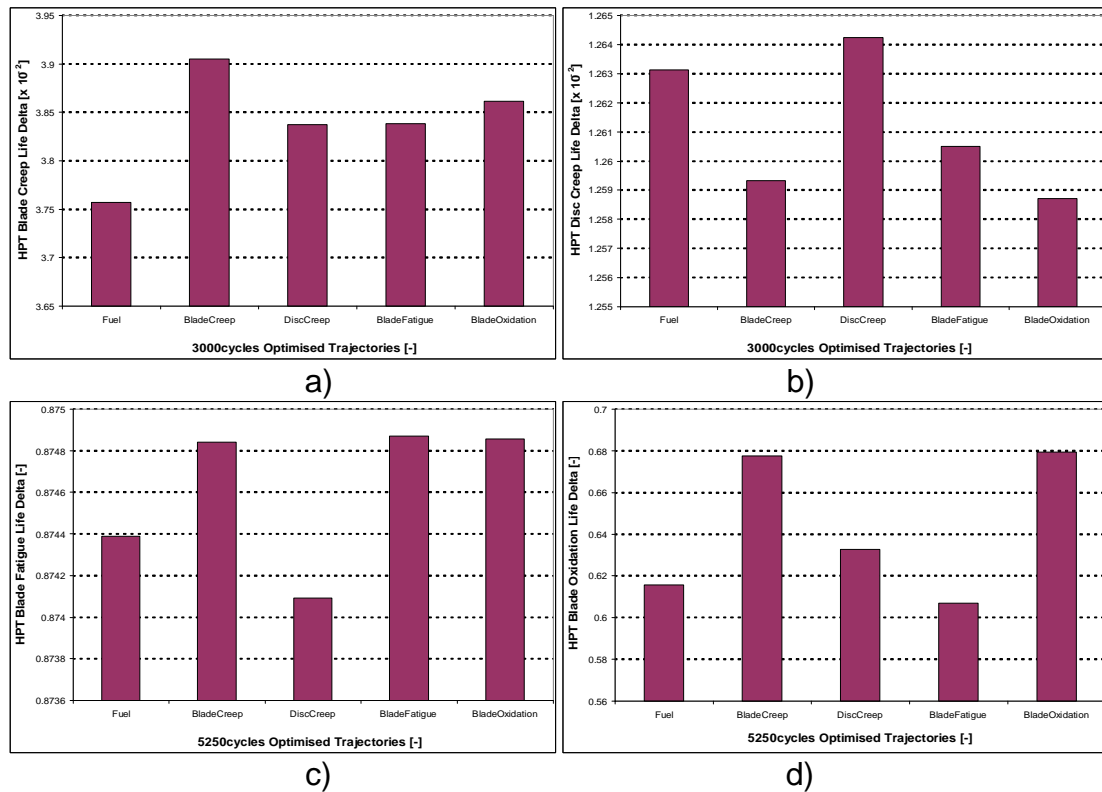 HPT Blade Creep Life Delta [x 10⁻²]
3.95
3.9
3.85
3.8
3.75
3.7
3.65
Fuel BladeCreep DiscCreep BladeFatigue BladeOxidation
3000cycles Optimised Trajectories [-]
a)
HPT Disc Creep Life Delta [x 10⁻²]
1.265
1.264
1.263
1.262
1.261
1.26
1.259
1.258
1.257
1.256
1.255
Fuel BladeCreep DiscCreep BladeFatigue BladeOxidation
3000cycles Optimised Trajectories [-]
b)
HPT Blade Fatigue Life Delta [-]
0.875
0.8748
0.8746
0.8744
0.8742
0.874
0.8738
0.8736
Fuel BladeCreep DiscCreep BladeFatigue BladeOxidation
5250cycles Optimised Trajectories [-]
c)
HPT Blade Oxidation Life Delta [-]
0.7
0.68
0.66
0.64
0.62
0.6
0.58
0.56
Fuel BladeCreep DiscCreep BladeFatigue BladeOxidation
5250cycles Optimised Trajectories [-]
d)